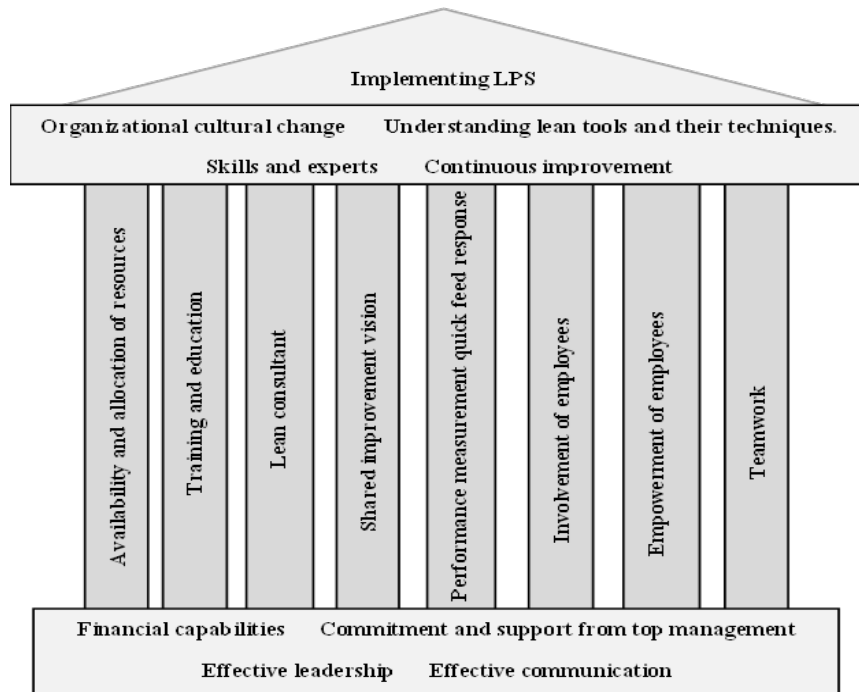 Implementing LPS
Organizational cultural change Understanding lean tools and their techniques.
Skills and experts Continuous improvement
Availability and allocation of resources
Training and education
Lean consultant
Shared improvement vision
Performance measurement quick feed response
Involvement of employees
Empowerment of employees
Teamwork
Financial capabilities Commitment and support from top management
Effective leadership Effective communication